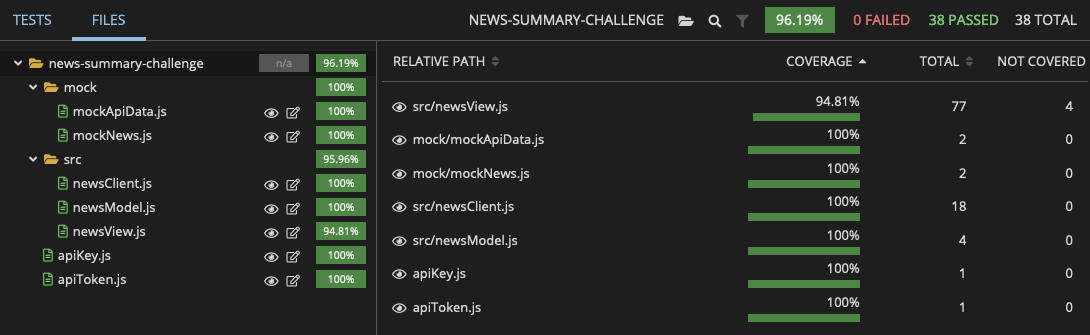 TESTS FILES NEWS-SUMMARY-CHALLENGE 96.19% 0 FAILED 38 PASSED 38 TOTAL
news-summary-challenge n/a 96.19%
mock 100%
mockApiData.js 100%
mockNews.js 100%
src 95.96%
newsClient.js 100%
newsModel.js 100%
newsView.js 94.81%
apiKey.js 100%
apiToken.js 100%
RELATIVE PATH COVERAGE TOTAL NOT COVERED
src/newsView.js 94.81% 77 4
mock/mockApiData.js 100% 2 0
mock/mockNews.js 100% 2 0
src/newsClient.js 100% 18 0
src/newsModel.js 100% 4 0
apiKey.js 100% 1 0
apiToken.js 100% 1 0